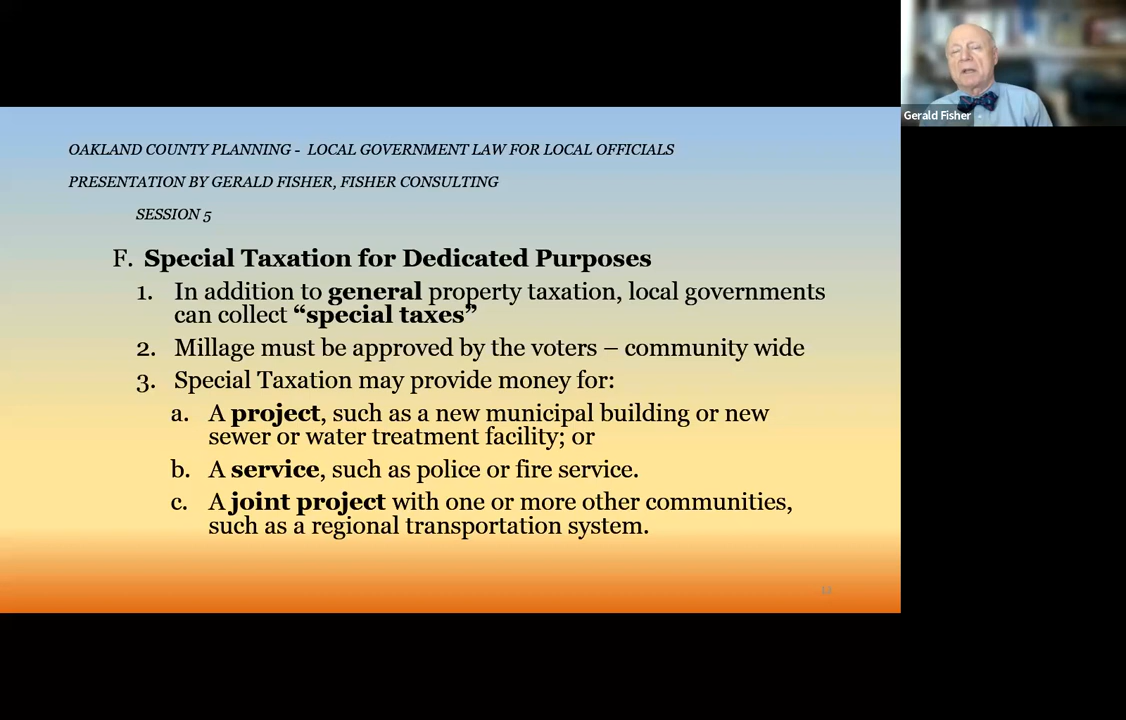 Gerald Fisher
OAKLAND COUNTY PLANNING - LOCAL GOVERNMENT LAW FOR LOCAL OFFICIALS
PRESENTATION BY GERALD FISHER, FISHER CONSULTING
SESSION 5
F. Special Taxation for Dedicated Purposes
1. In addition to general property taxation, local governments
can collect “special taxes”
2. Millage must be approved by the voters – community wide
3. Special Taxation may provide money for:
a. A project, such as a new municipal building or new
sewer or water treatment facility; or
b. A service, such as police or fire service.
c. A joint project with one or more other communities,
such as a regional transportation system.